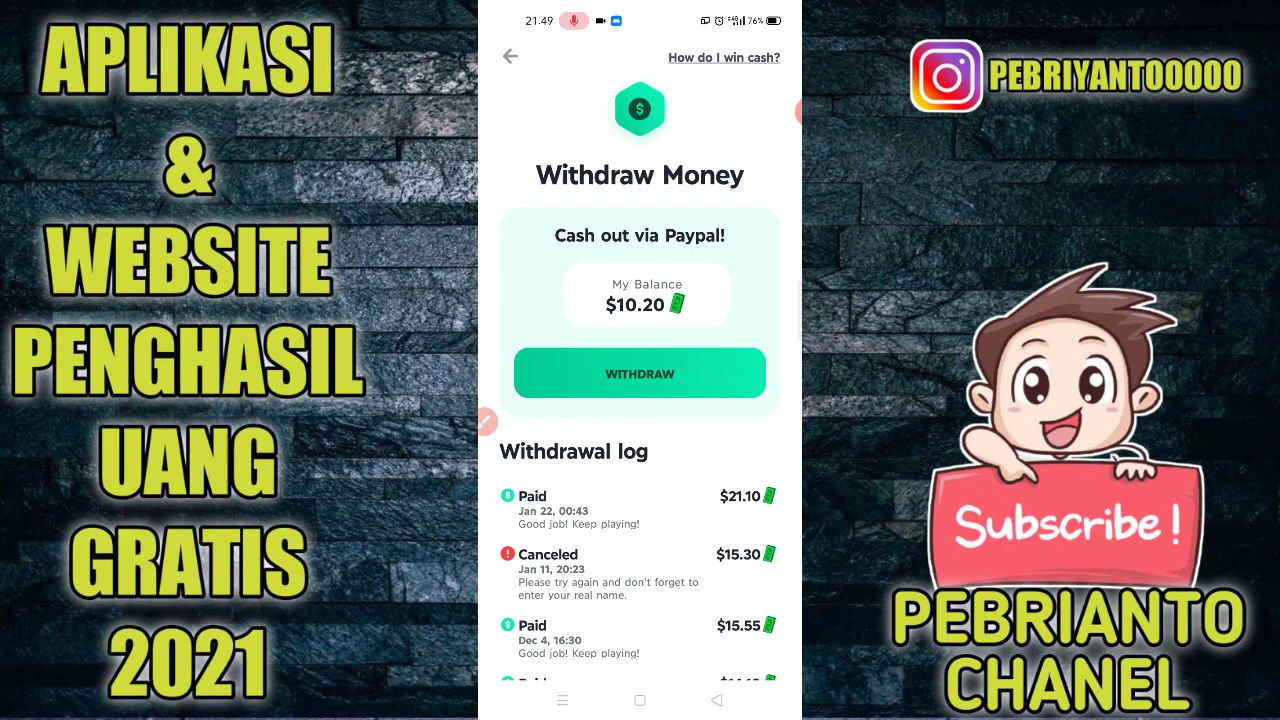 APLIKASI
&
WEBSITE
PENGHASIL
UANG
GRATIS
2021
21.49
76%
How do I win cash?
Withdraw Money
Cash out via Paypal!
My Balance
$10.20
WITHDRAW
Withdrawal log
Paid $21.10
Jan 22, 00:43
Good job! Keep playing!
Canceled $15.30
Jan 11, 20:23
Please try again and don't forget to
enter your real name.
Paid $15.55
Dec 4, 16:30
Good job! Keep playing!
PEBRIYANTOOOOO
Subscribe!
PEBRIANTO
CHANEL